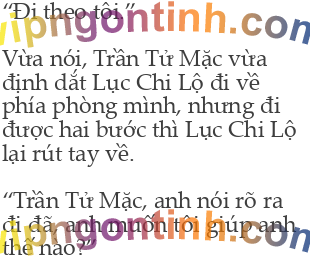 “Đi theo tôi.”
vipngontinh.com
Vừa nói, Trần Tử Mặc vừa
định dắt Lục Chi Lộ đi về
phía phòng mình, nhưng đi
được hai bước thì Lục Chi Lộ
lại rút tay về.
“Trần Tử Mặc, anh nói rõ ra
đi đã, anh muốn tôi giúp anh
vipngontinh.com
thế nào?”